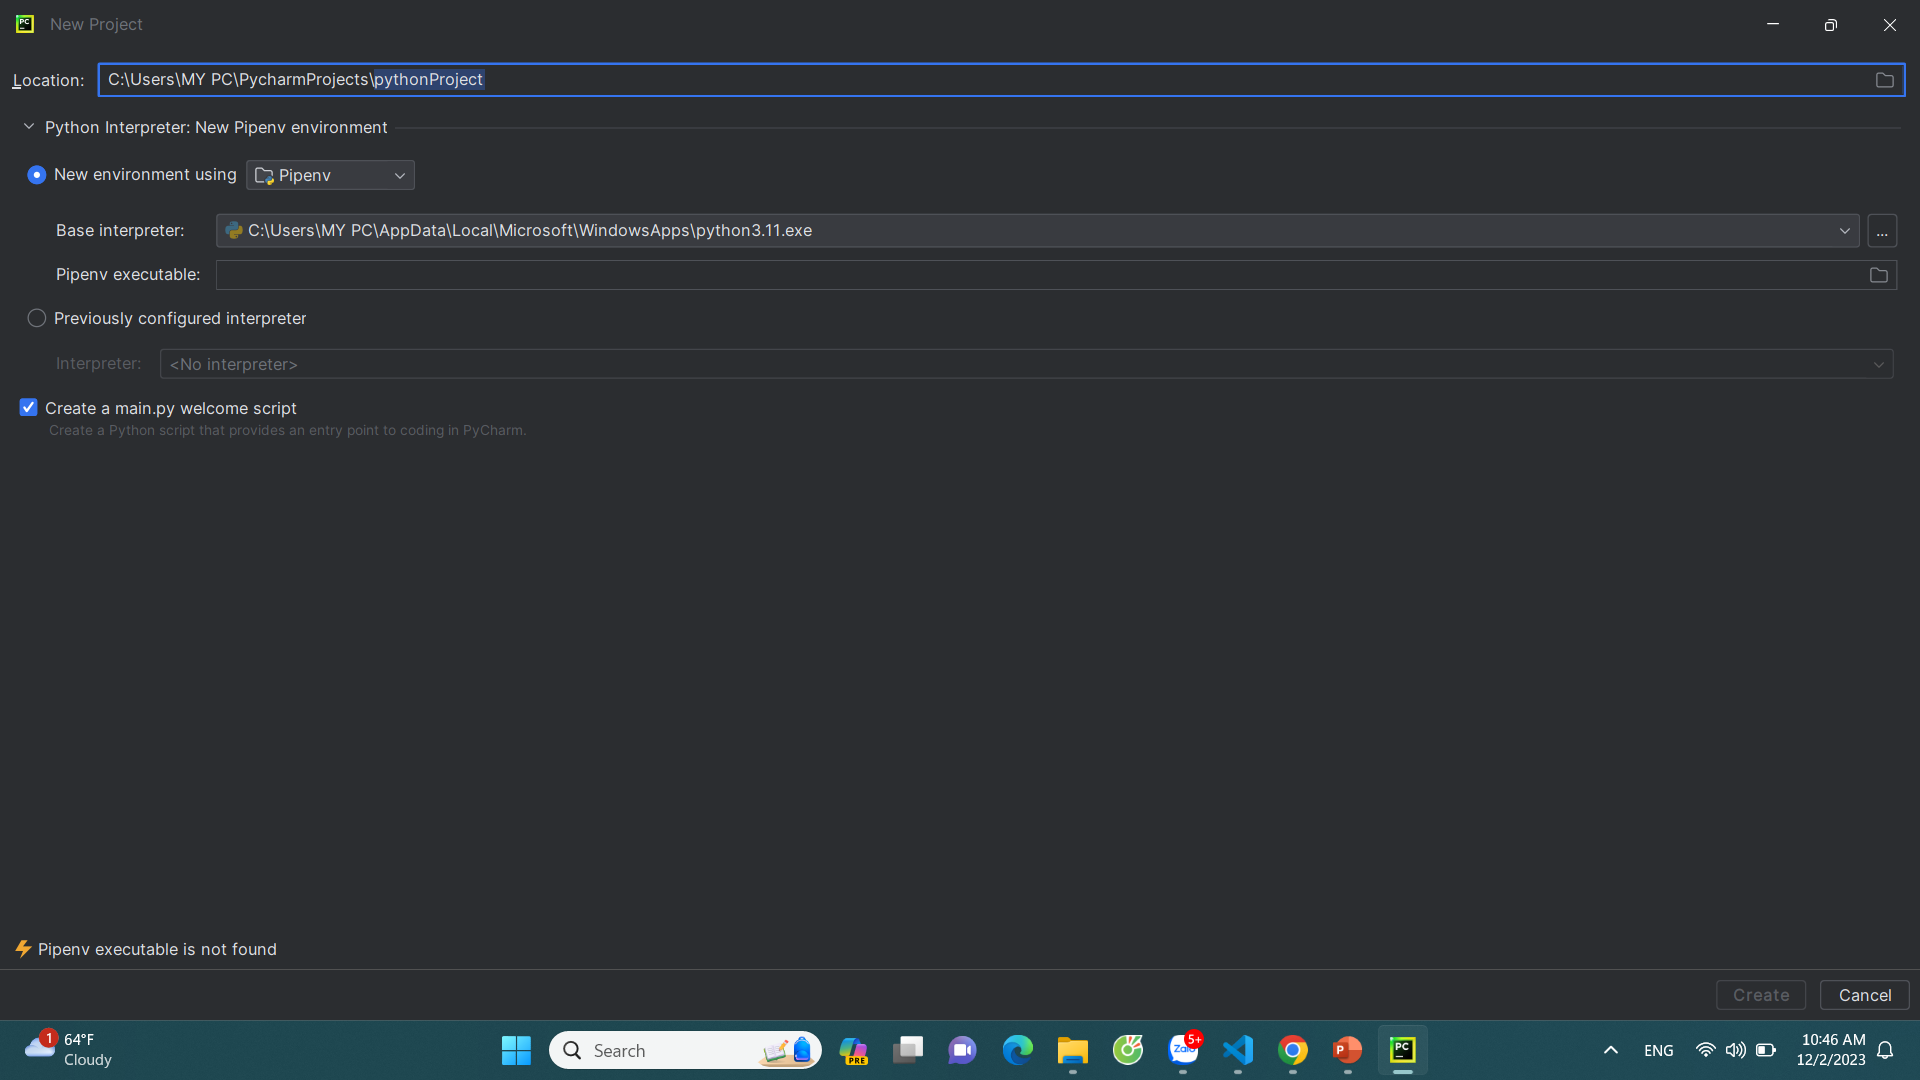 New Project
Location: C:\Users\MY PC\PycharmProjects\pythonProject
Python Interpreter: New Pipenv environment
New environment using Pipenv
Base interpreter: C:\Users\MY PC\AppData\Local\Microsoft\WindowsApps\python3.11.exe ...
Pipenv executable:
Previously configured interpreter
Interpreter: <No interpreter>
Create a main.py welcome script
Create a Python script that provides an entry point to coding in PyCharm.
Pipenv executable is not found
Create Cancel
1 64°F
Cloudy
Search
PRE
Zalo 5+
P
PC
ENG
10:46 AM
12/2/2023